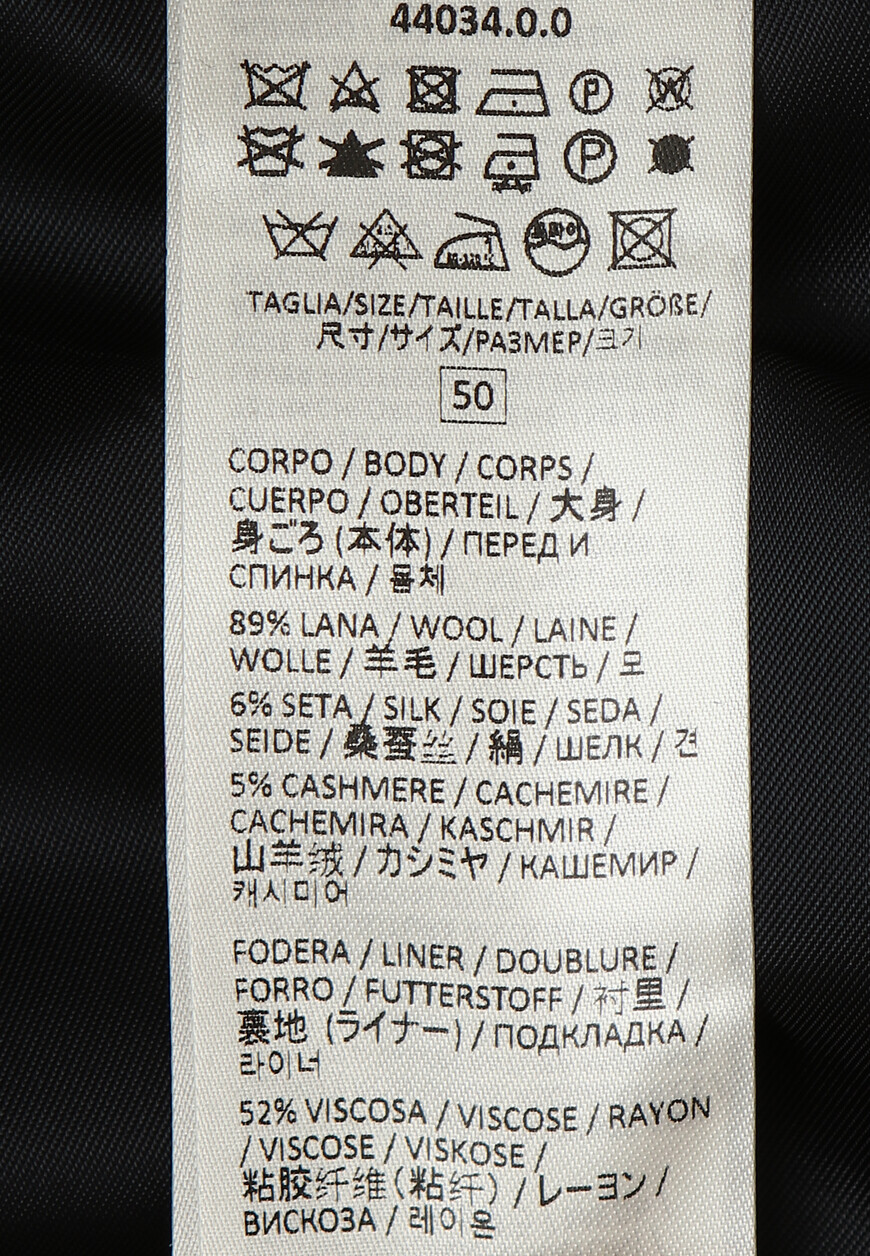 44034.0.0
TAGLIA/SIZE/TAILLE/TALLA/GRÖßE/
尺寸/サイズ/РАЗМЕР/크기
50
CORPO / BODY / CORPS /
CUERPO / OBERTEIL / 大身 /
身ごろ (本体) / ПЕРЕД И
СПИНКА / 몸체
89% LANA / WOOL / LAINE /
WOLLE / 羊毛 / ШЕРСТЬ / 모
6% SETA / SILK / SOIE / SEDA /
SEIDE / 桑蚕丝 / 絹 / ШЕЛК / 견
5% CASHMERE / CACHEMIRE /
CACHEMIRA / KASCHMIR /
山羊绒 / カシミヤ / КАШЕМИР /
캐시미어
FODERA / LINER / DOUBLURE /
FORRO / FUTTERSTOFF / 衬里 /
裏地 (ライナー) / ПОДКЛАДКА /
라이너
52% VISCOSA / VISCOSE / RAYON
/ VISCOSE / VISKOSE /
粘胶纤维(粘纤) / レーヨン /
ВИСКОЗА / 레이온